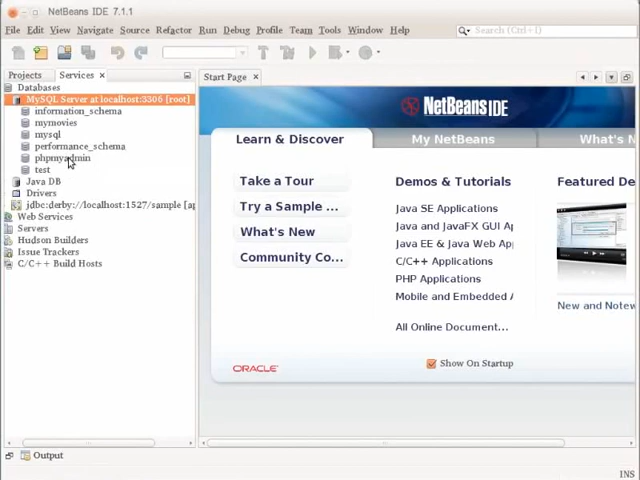 NetBeans IDE 7.1.1
File Edit View Navigate Source Refactor Run Debug Profile Team Tools Window Help
Search (Ctrl+I)
Projects Services Start Page
Databases
MySQL Server at localhost:3306 [root]
information_schema
mymovies
mysql
performance_schema
phpmyadmin
test
Java DB
Drivers
jdbc:derby://localhost:1527/sample [ap
Web Services
Servers
Hudson Builders
Issue Trackers
C/C++ Build Hosts
NetBeans IDE
Learn & Discover My NetBeans What's N
Take a Tour
Try a Sample ...
What's New
Community Co...
Demos & Tutorials
Java SE Applications
Java and JavaFX GUI Ap
Java EE & Java Web Ap
C/C++ Applications
PHP Applications
Mobile and Embedded A
All Online Document...
Featured De
New and Notew
ORACLE
Show On Startup
Output
INS